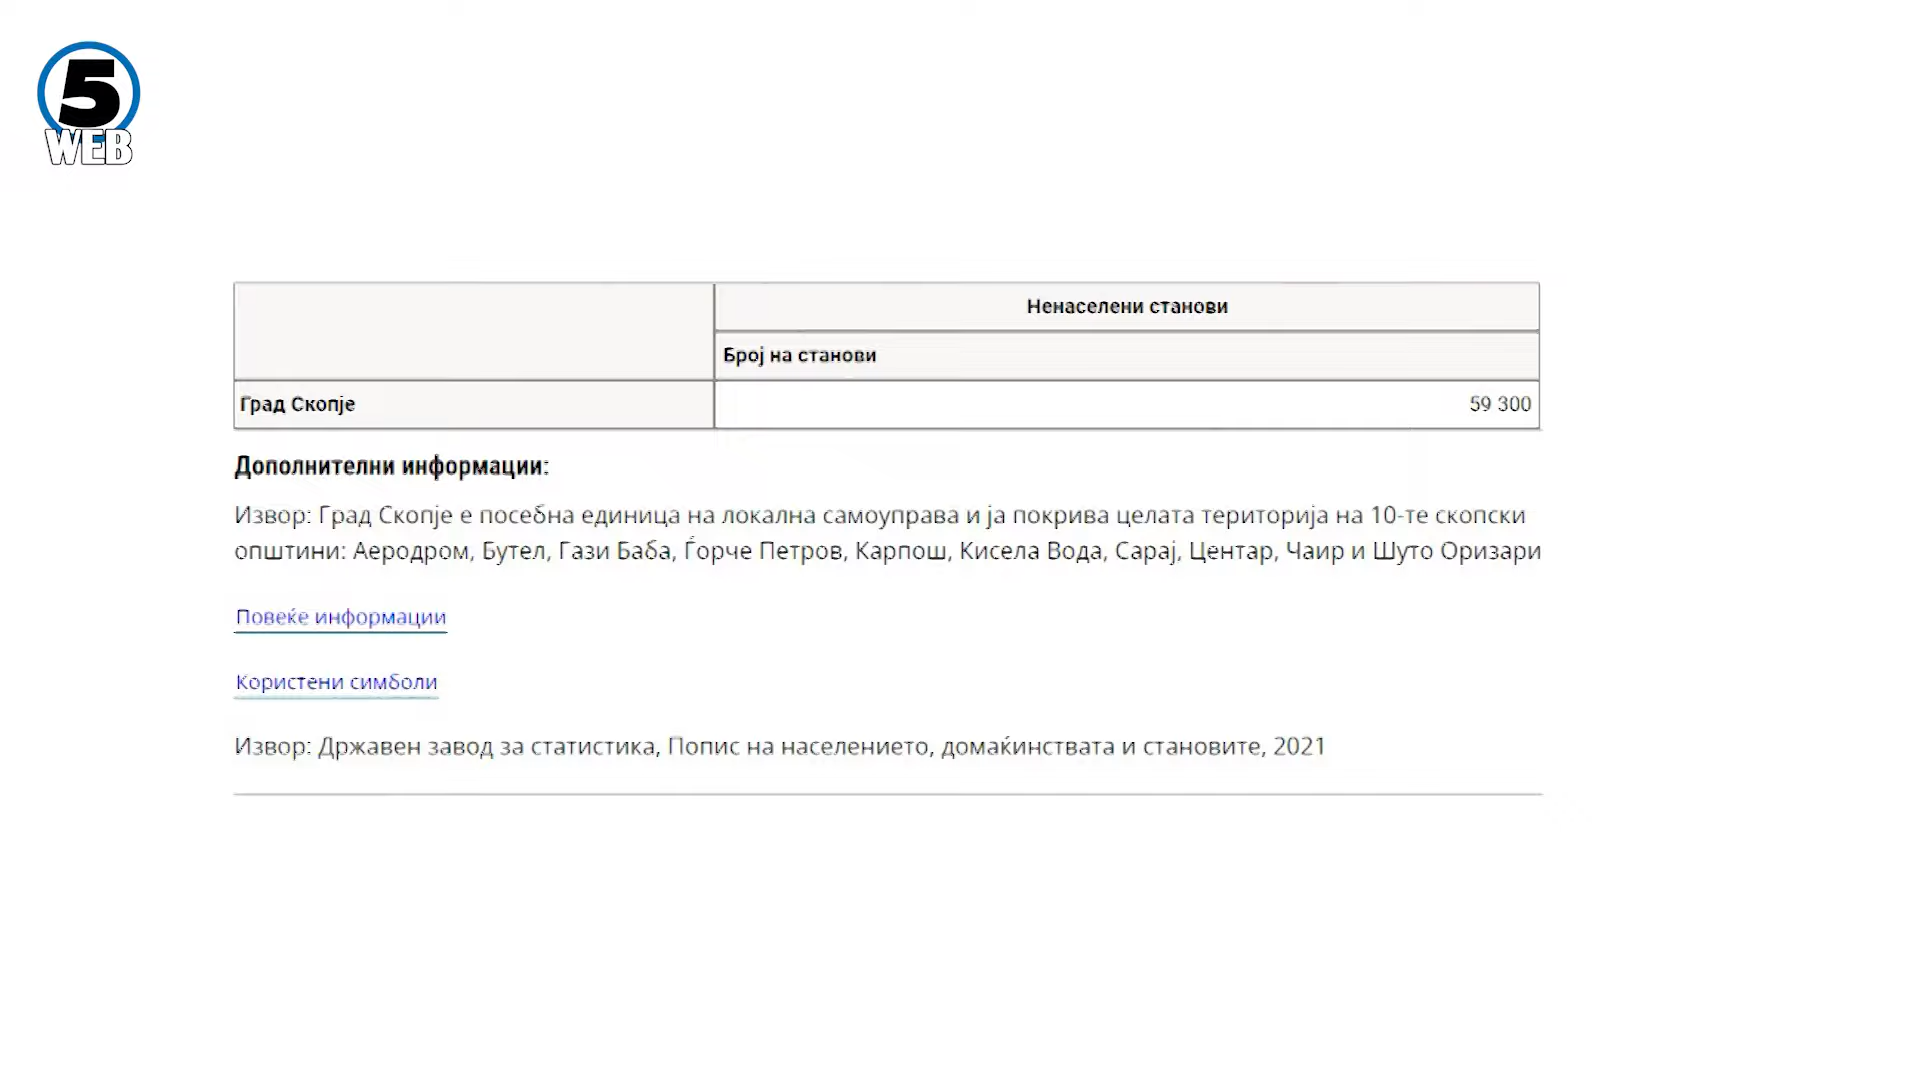 5
WEB
Ненаселени станови
Број на станови
Град Скопје 59 300
Дополнителни информации:
Извор: Град Скопје е посебна единица на локална самоуправа и ја покрива целата територија на 10-те скопски
општини: Аеродром, Бутел, Гази Баба, Ѓорче Петров, Карпош, Кисела Вода, Сарај, Центар, Чаир и Шуто Оризари
Повеќе информации
Користени симболи
Извор: Државен завод за статистика, Попис на населението, домаќинствата и становите, 2021